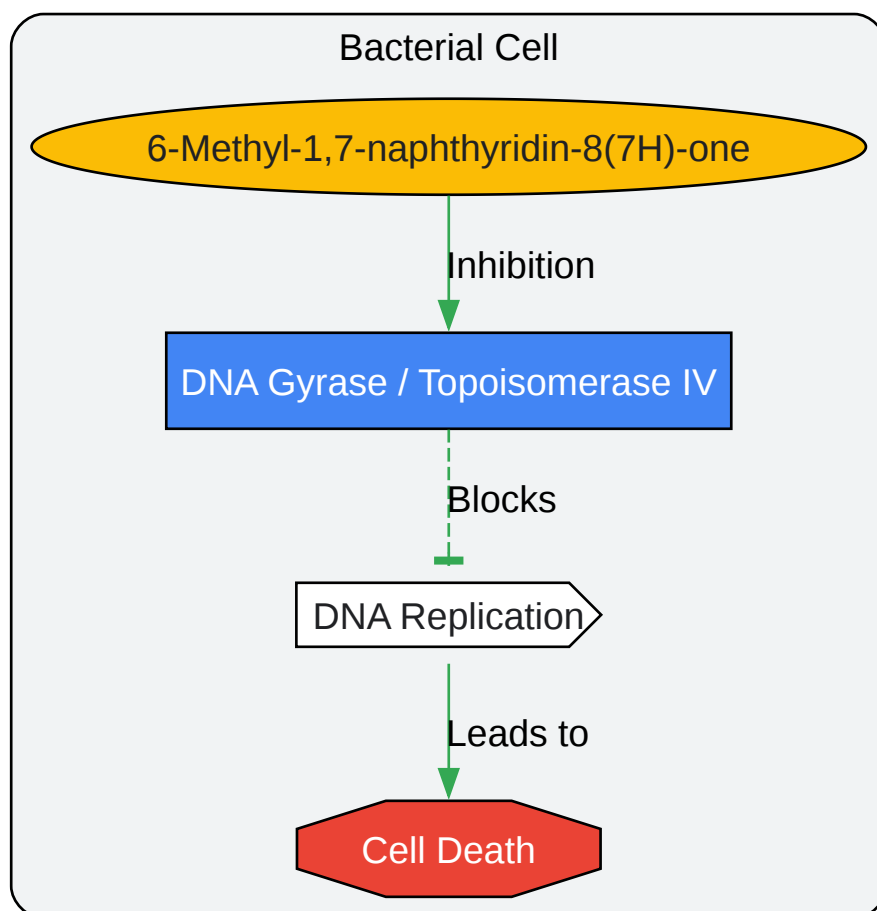 Bacterial Cell
6-Methyl-1,7-naphthyridin-8(7H)-one
Inhibition
DNA Gyrase / Topoisomerase IV
Blocks
DNA Replication
Leads to
Cell Death